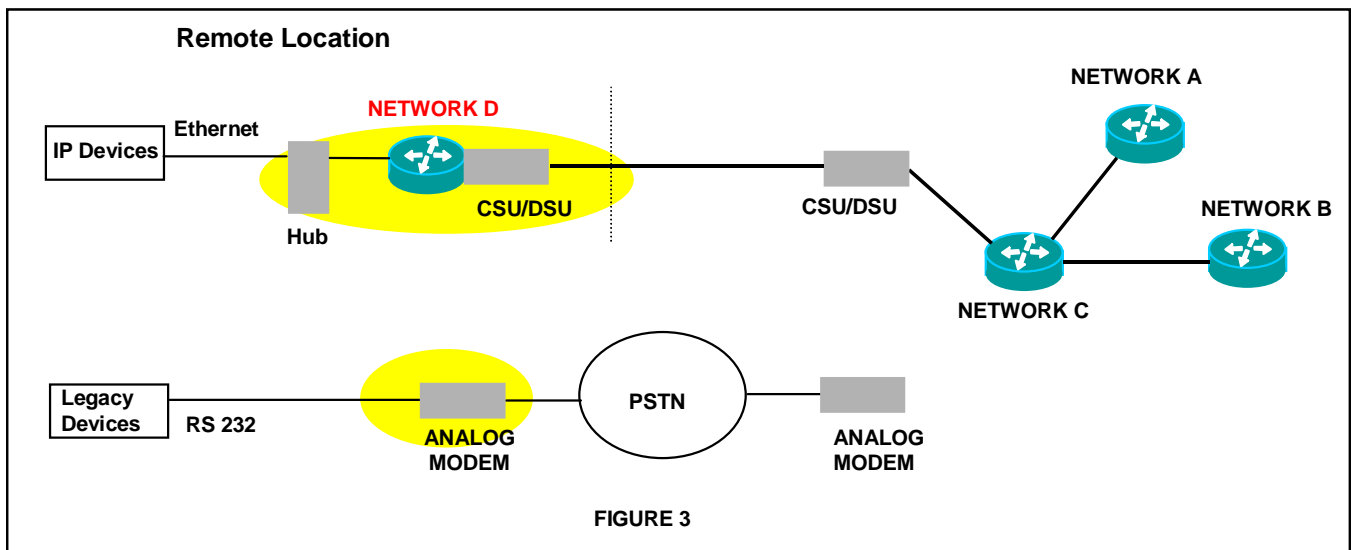 Remote Location
NETWORK A
NETWORK D
Ethernet
IP Devices
CSU/DSU
CSU/DSU
NETWORK B
Hub
NETWORK C
Legacy
Devices
RS 232
PSTN
ANALOG
MODEM
ANALOG
MODEM
FIGURE 3